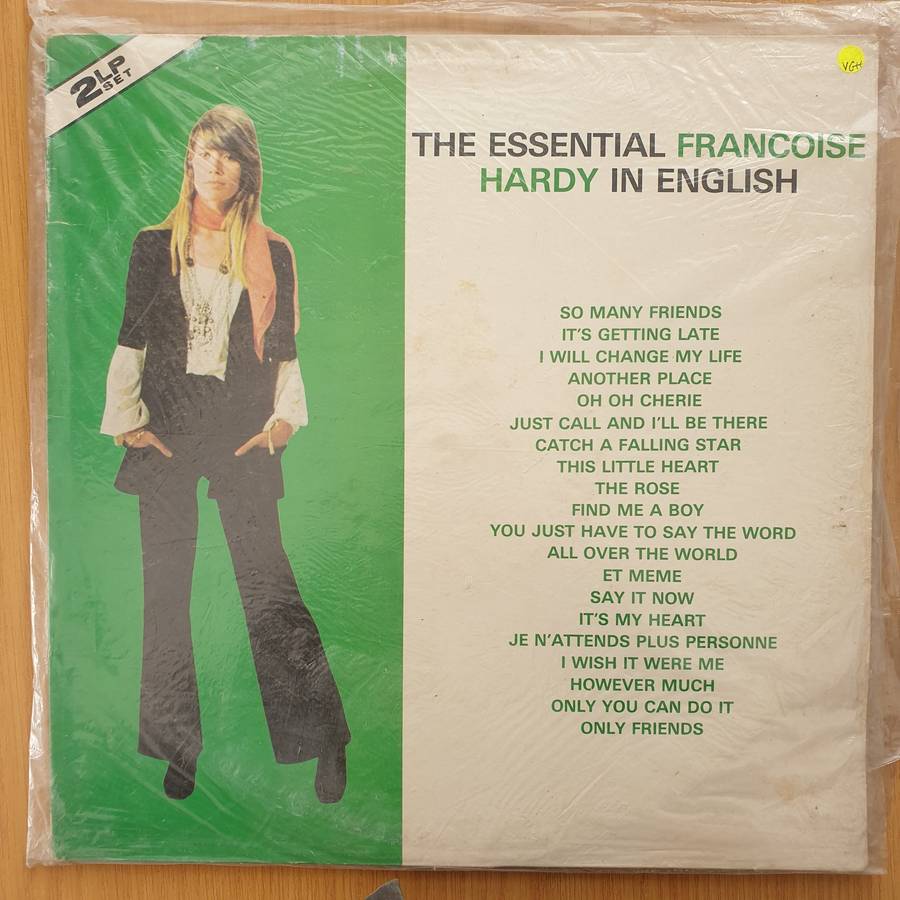 2 LP
SET
VG+
THE ESSENTIAL FRANCOISE
HARDY IN ENGLISH
SO MANY FRIENDS
IT'S GETTING LATE
I WILL CHANGE MY LIFE
ANOTHER PLACE
OH OH CHERIE
JUST CALL AND I'LL BE THERE
CATCH A FALLING STAR
THIS LITTLE HEART
THE ROSE
FIND ME A BOY
YOU JUST HAVE TO SAY THE WORD
ALL OVER THE WORLD
ET MEME
SAY IT NOW
IT'S MY HEART
JE N'ATTENDS PLUS PERSONNE
I WISH IT WERE ME
HOWEVER MUCH
ONLY YOU CAN DO IT
ONLY FRIENDS